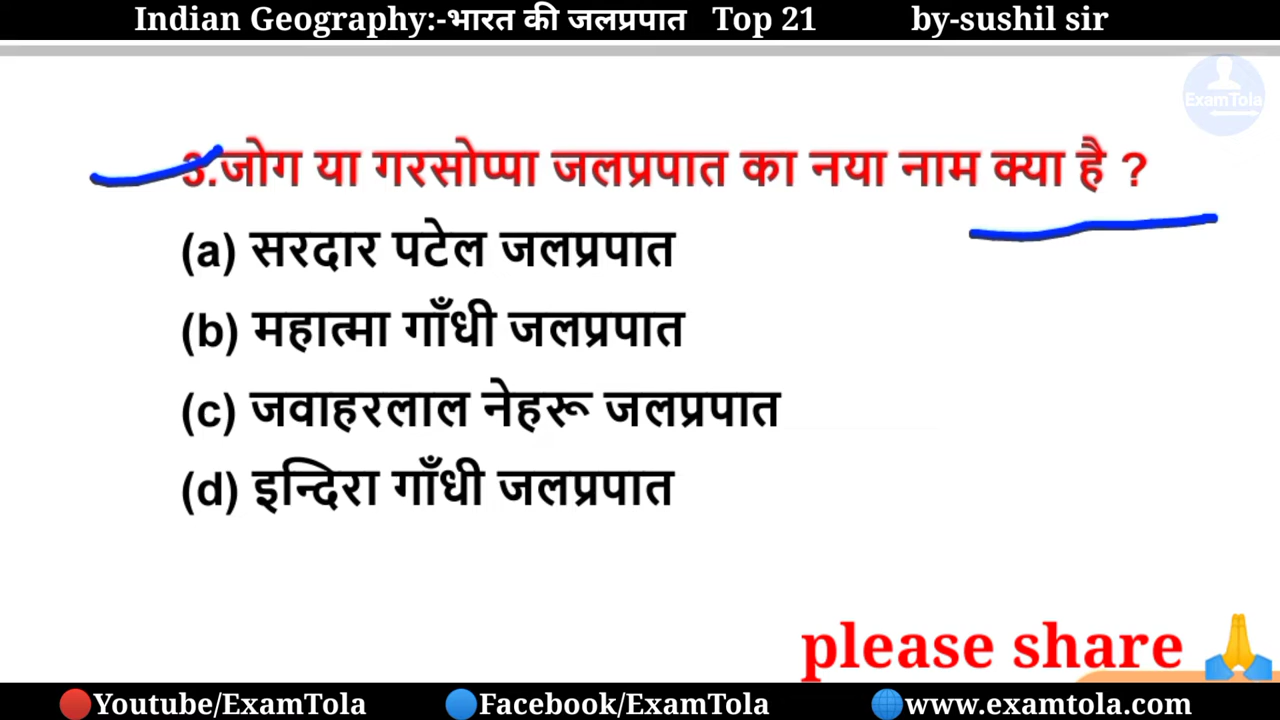 Indian Geography:-भारत की जलप्रपात Top 21 by-sushil sir
ExamTola
3.जोग या गरसोप्पा जलप्रपात का नया नाम क्या है ?
(a) सरदार पटेल जलप्रपात
(b) महात्मा गाँधी जलप्रपात
(c) जवाहरलाल नेहरू जलप्रपात
(d) इन्दिरा गाँधी जलप्रपात
please share 🙏
Youtube/ExamTola Facebook/ExamTola www.examtola.com